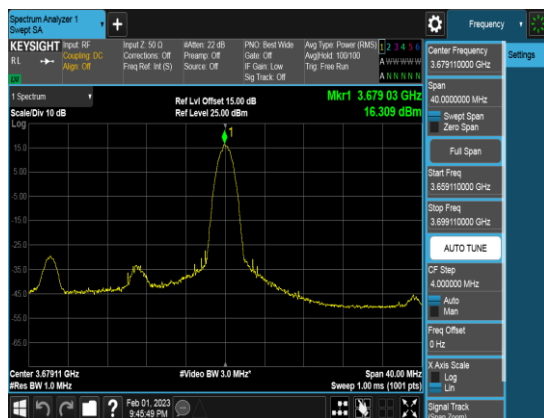 Spectrum Analyzer 1
Swept SA
+
Frequency
KEYSIGHT
RL
Input: RF
Coupling: DC
Align: Off
Input Z: 50 Ω
Corrections: Off
Freq Ref: Int (S)
#Atten: 22 dB
Preamp: Off
Source: Off
PNO: Best Wide
Gate: Off
IF Gain: Low
Sig Track: Off
Avg Type: Power (RMS)
Avg|Hold: 100/100
Trig: Free Run
1 2 3 4 5 6
A W W W W W
A N N N N N
1 Spectrum
Scale/Div 10 dB
Ref Lvl Offset 15.00 dB
Ref Level 25.00 dBm
Mkr1 3.679 03 GHz
16.309 dBm
Log
1
15.0
5.00
-5.00
-15.0
-25.0
-35.0
-45.0
-55.0
-65.0
Center 3.67911 GHz
#Res BW 1.0 MHz
#Video BW 3.0 MHz*
Span 40.00 MHz
Sweep 1.00 ms (1001 pts)
Feb 01, 2023
9:45:49 PM
Center Frequency
3.679110000 GHz
Span
40.0000000 MHz
Swept Span
Zero Span
Full Span
Start Freq
3.659110000 GHz
Stop Freq
3.699110000 GHz
AUTO TUNE
CF Step
4.000000 MHz
Auto
Man
Freq Offset
0 Hz
X Axis Scale
Log
Lin
Signal Track
(Span Zoom)
Settings